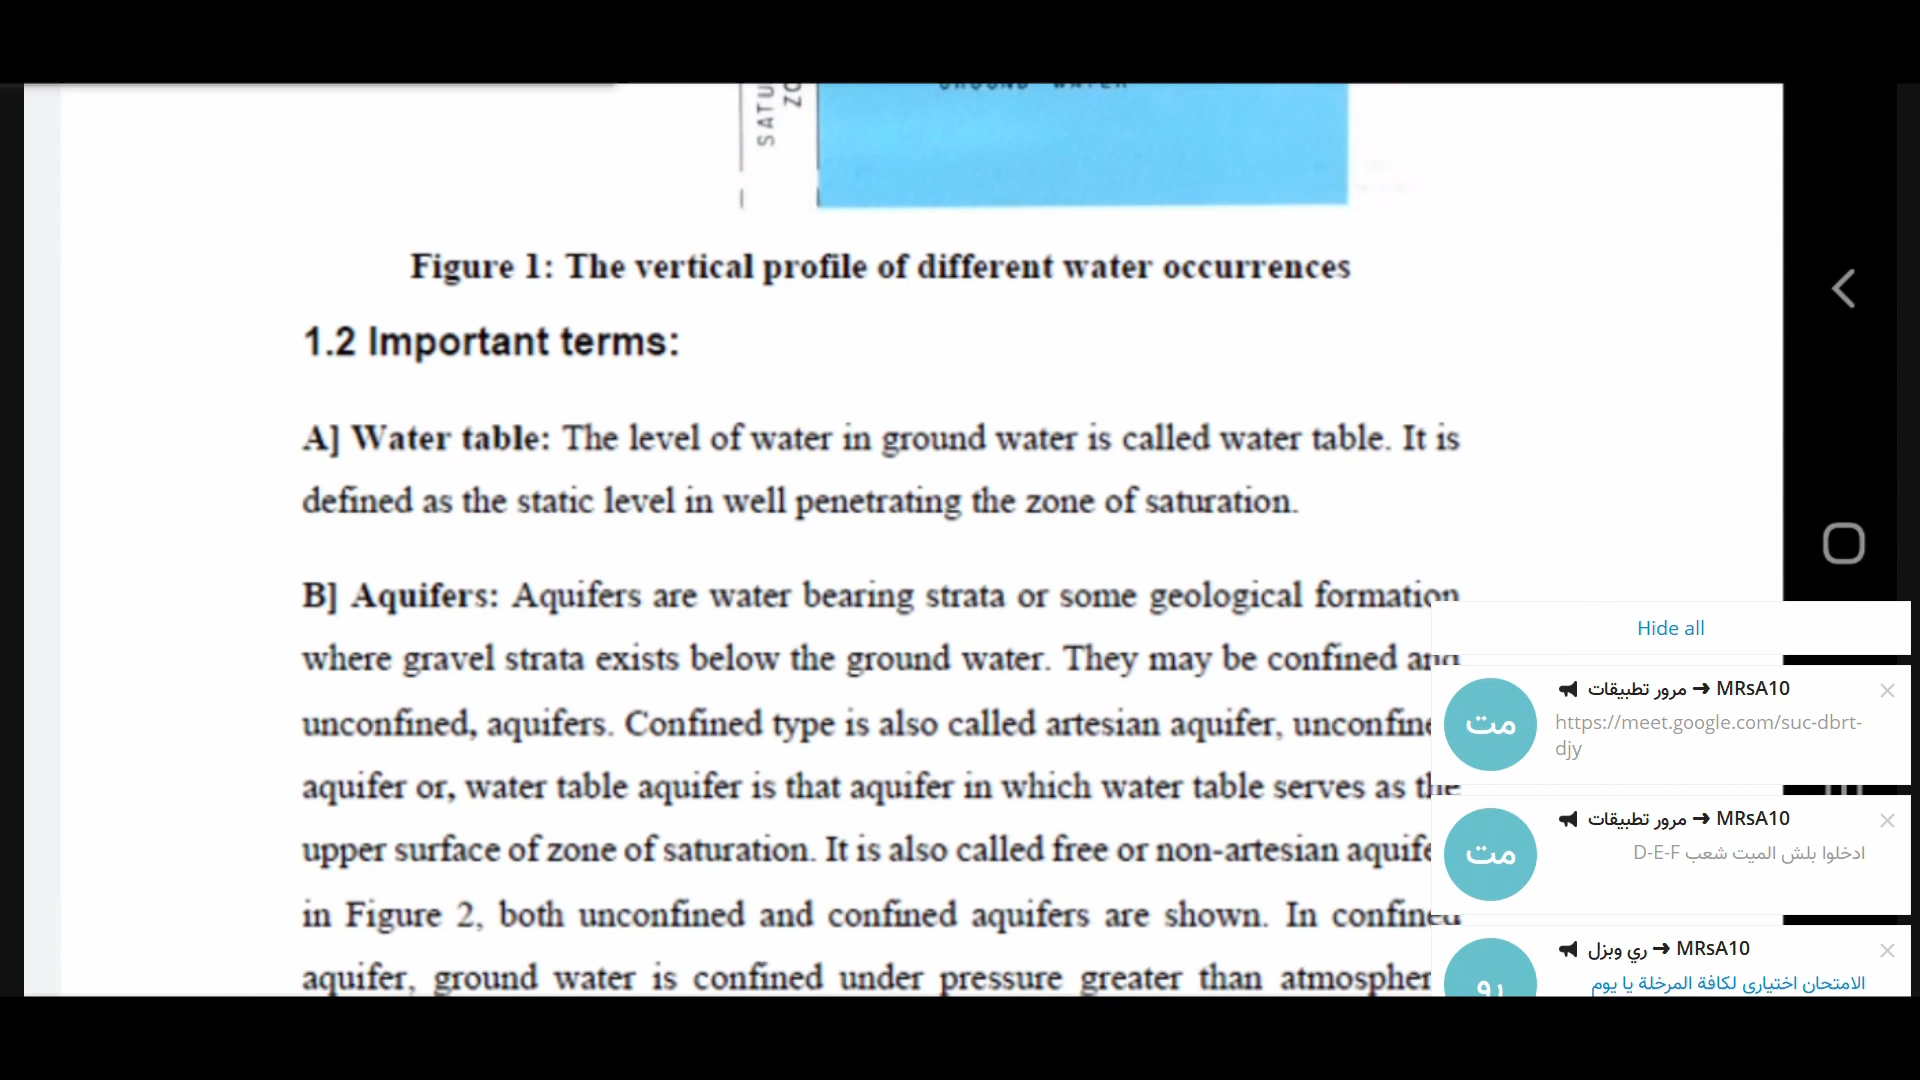 SATU
ZO
GROUND WATER
Figure 1: The vertical profile of different water occurrences
1.2 Important terms:
A] Water table: The level of water in ground water is called water table. It is
defined as the static level in well penetrating the zone of saturation.
B] Aquifers: Aquifers are water bearing strata or some geological formation
where gravel strata exists below the ground water. They may be confined and
unconfined, aquifers. Confined type is also called artesian aquifer, unconfine
aquifer or, water table aquifer is that aquifer in which water table serves as the
upper surface of zone of saturation. It is also called free or non-artesian aquife
in Figure 2, both unconfined and confined aquifers are shown. In confined
aquifer, ground water is confined under pressure greater than atmospher
Hide all
مت
مرور تطبيقات ➜ MRsA10
https://meet.google.com/suc-dbrt-
djy
مت
مرور تطبيقات ➜ MRsA10
ادخلوا بلش الميت شعب D-E-F
رو
ري وبزل ➜ MRsA10
الامتحان اختياري لكافة المرحلة يا يوم